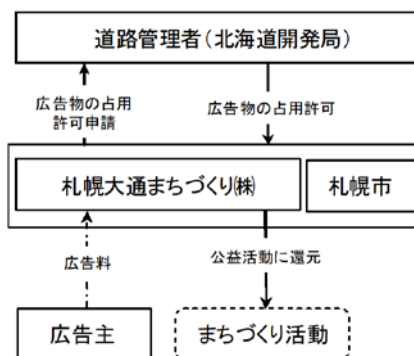 道路管理者（北海道開発局）
広告物の占用
許可申請
広告物の占用許可
札幌大通まちづくり㈱
札幌市
広告料
公益活動に還元
広告主
まちづくり活動